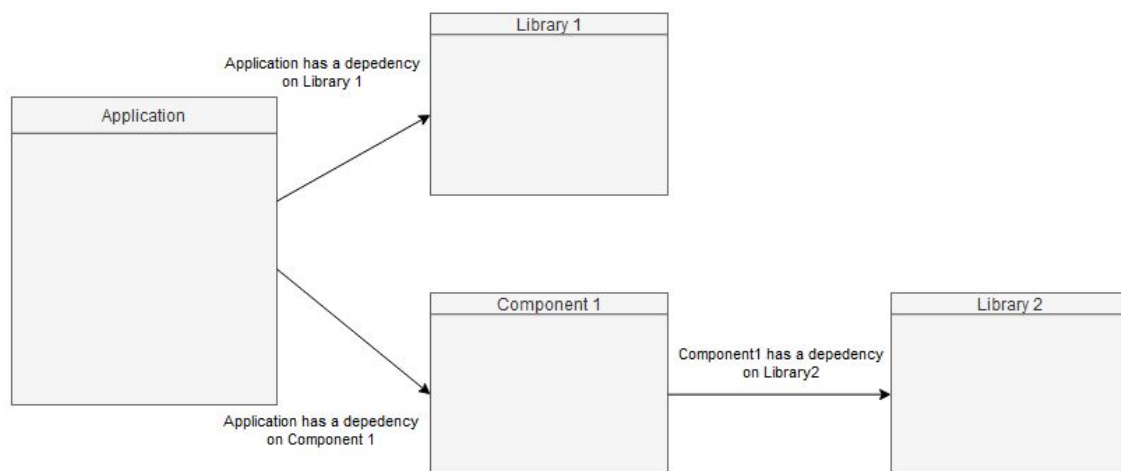 Library 1
Application has a depedency
on Library 1
Application
Component 1
Library 2
Component1 has a depedency
on Library2
Application has a depedency
on Component 1